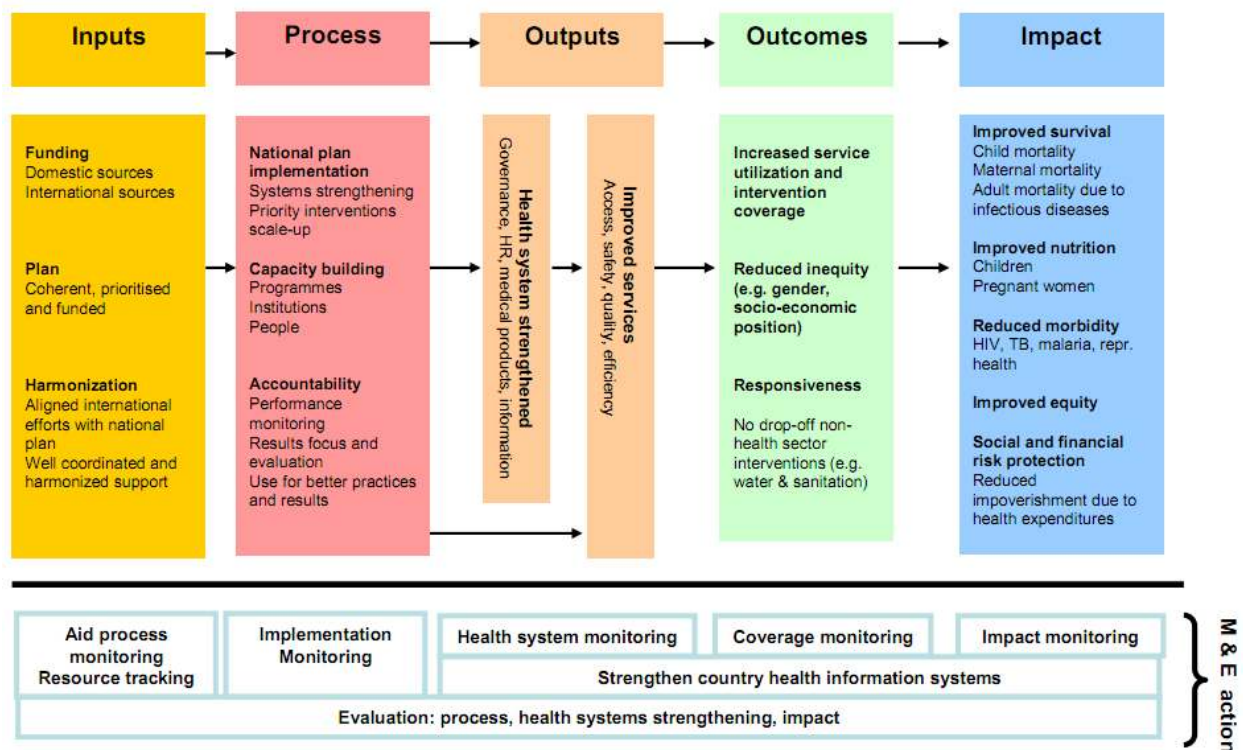 Inputs
Process
Outputs
Outcomes
Impact
Funding
Domestic sources
International sources
Plan
Coherent, prioritised
and funded
Harmonization
Aligned international
efforts with national
plan
Well coordinated and
harmonized support
National plan
implementation
Systems strengthening
Priority interventions
scale-up
Capacity building
Programmes
Institutions
People
Accountability
Performance
monitoring
Results focus and
evaluation
Use for better practices
and results
Health system strengthened
Governance, HR, medical products, information
Improved services
Access, safety, quality, efficiency
Increased service
utilization and
intervention
coverage
Reduced inequity
(e.g. gender,
socio-economic
position)
Responsiveness
No drop-off non-
health sector
interventions (e.g.
water & sanitation)
Improved survival
Child mortality
Maternal mortality
Adult mortality due to
infectious diseases
Improved nutrition
Children
Pregnant women
Reduced morbidity
HIV, TB, malaria, repr.
health
Improved equity
Social and financial
risk protection
Reduced
impoverishment due to
health expenditures
Aid process
monitoring
Resource tracking
Implementation
Monitoring
Health system monitoring
Coverage monitoring
Impact monitoring
Strengthen country health information systems
Evaluation: process, health systems strengthening, impact
M & E action